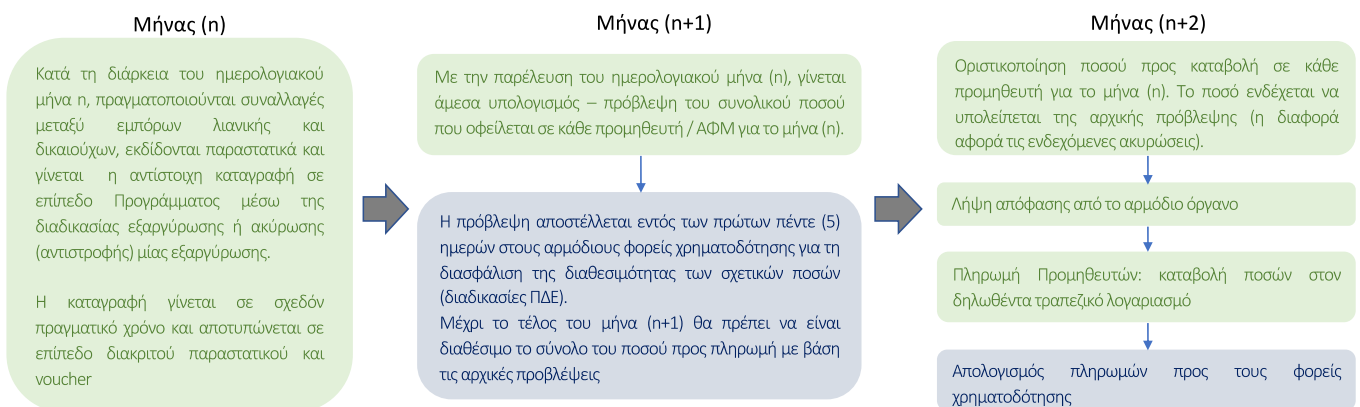 Μήνας (n)
Κατά τη διάρκεια του ημερολογιακού
μήνα n, πραγματοποιούνται συναλλαγές
μεταξύ εμπόρων λιανικής και
δικαιούχων, εκδίδονται παραστατικά και
γίνεται η αντίστοιχη καταγραφή σε
επίπεδο Προγράμματος μέσω της
διαδικασίας εξαργύρωσης ή ακύρωσης
(αντιστροφής) μίας εξαργύρωσης.
Η καταγραφή γίνεται σε σχεδόν
πραγματικό χρόνο και αποτυπώνεται σε
επίπεδο διακριτού παραστατικού και
voucher
Μήνας (n+1)
Με την παρέλευση του ημερολογιακού μήνα (n), γίνεται
άμεσα υπολογισμός – πρόβλεψη του συνολικού ποσού
που οφείλεται σε κάθε προμηθευτή / ΑΦΜ για το μήνα (n).
Η πρόβλεψη αποστέλλεται εντός των πρώτων πέντε (5)
ημερών στους αρμόδιους φορείς χρηματοδότησης για τη
διασφάλιση της διαθεσιμότητας των σχετικών ποσών
(διαδικασίες ΠΔΕ).
Μέχρι το τέλος του μήνα (n+1) θα πρέπει να είναι
διαθέσιμο το σύνολο του ποσού προς πληρωμή με βάση
τις αρχικές προβλέψεις
Μήνας (n+2)
Οριστικοποίηση ποσού προς καταβολή σε κάθε
προμηθευτή για το μήνα (n). Το ποσό ενδέχεται να
υπολείπεται της αρχικής πρόβλεψης (η διαφορά
αφορά τις ενδεχόμενες ακυρώσεις).
Λήψη απόφασης από το αρμόδιο όργανο
Πληρωμή Προμηθευτών: καταβολή ποσών στον
δηλωθέντα τραπεζικό λογαριασμό
Απολογισμός πληρωμών προς τους φορείς
χρηματοδότησης